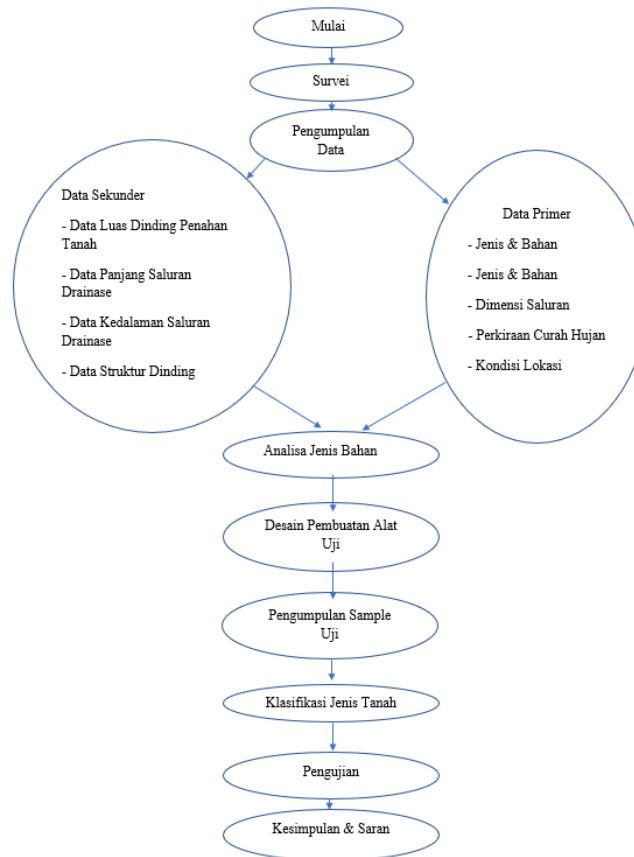 Mulai
Survei
Pengumpulan
Data
Data Sekunder
- Data Luas Dinding Penahan
Tanah
- Data Panjang Saluran
Drainase
- Data Kedalaman Saluran
Drainase
- Data Struktur Dinding
Data Primer
- Jenis & Bahan
- Jenis & Bahan
- Dimensi Saluran
- Perkiraan Curah Hujan
- Kondisi Lokasi
Analisa Jenis Bahan
Desain Pembuatan Alat
Uji
Pengumpulan Sample
Uji
Klasifikasi Jenis Tanah
Pengujian
Kesimpulan & Saran